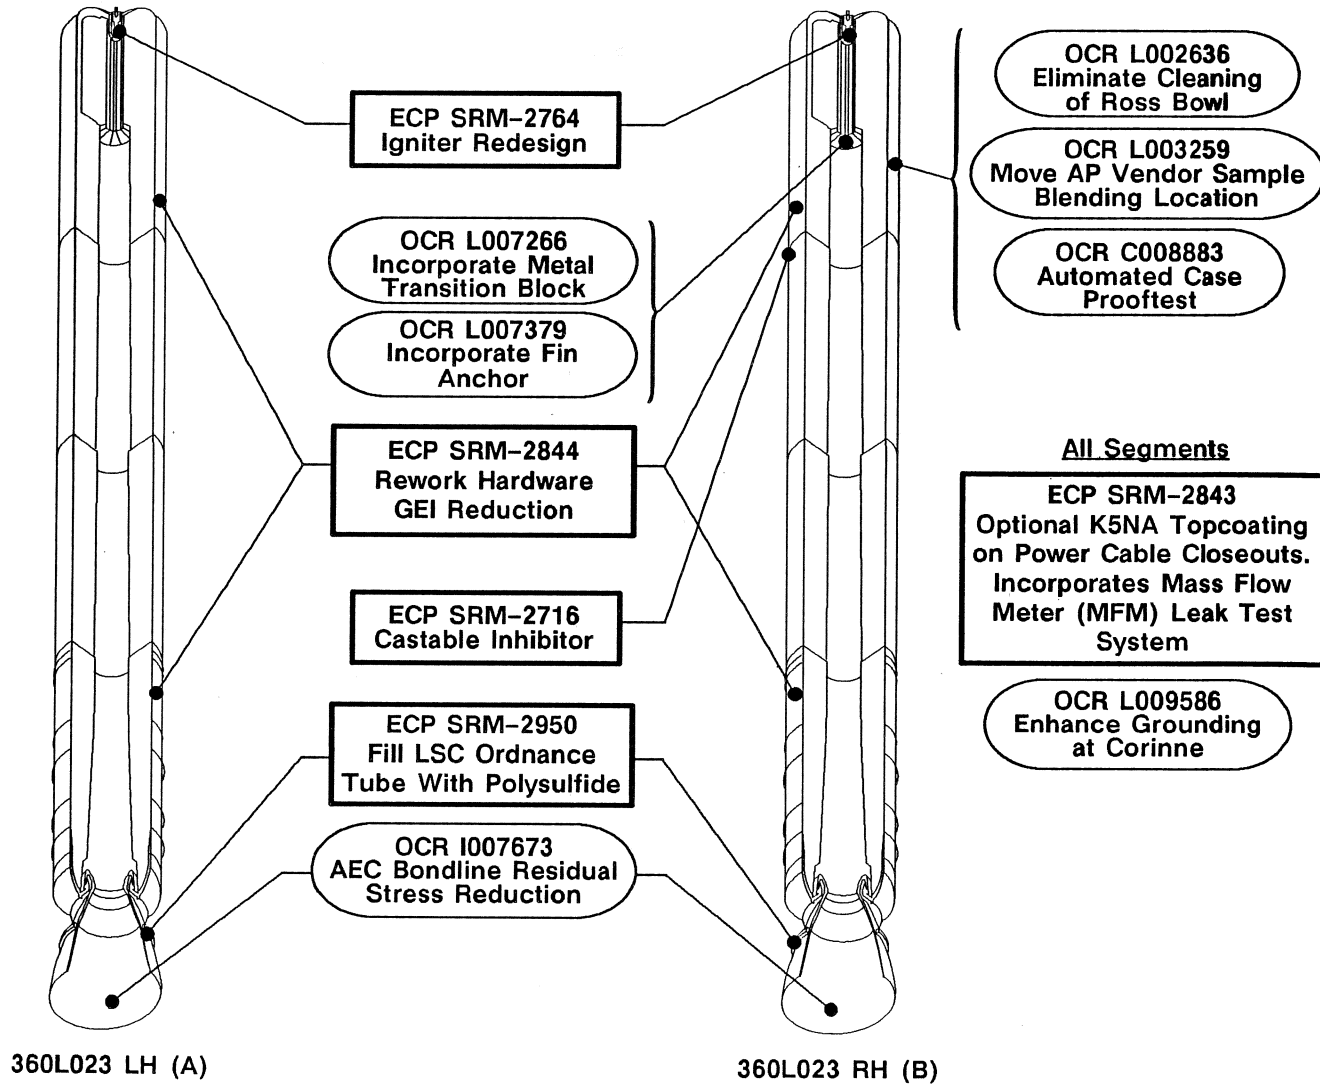 ECP SRM–2764
Igniter Redesign
OCR L007266
Incorporate Metal
Transition Block
OCR L007379
Incorporate Fin
Anchor
ECP SRM–2844
Rework Hardware
GEI Reduction
ECP SRM–2716
Castable Inhibitor
ECP SRM–2950
Fill LSC Ordnance
Tube With Polysulfide
OCR I007673
AEC Bondline Residual
Stress Reduction
OCR L002636
Eliminate Cleaning
of Ross Bowl
OCR L003259
Move AP Vendor Sample
Blending Location
OCR C008883
Automated Case
Prooftest
All Segments
ECP SRM–2843
Optional K5NA Topcoating
on Power Cable Closeouts.
Incorporates Mass Flow
Meter (MFM) Leak Test
System
OCR L009586
Enhance Grounding
at Corinne
360L023 LH (A)
360L023 RH (B)